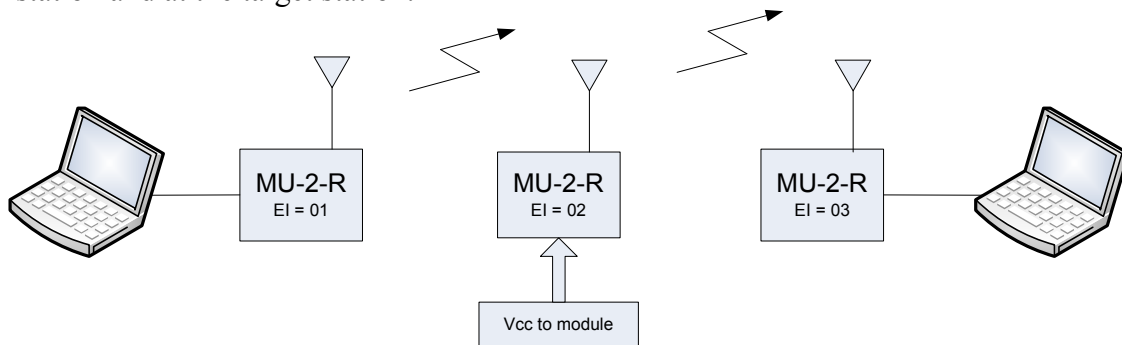 MU-2-R
EI = 01
MU-2-R
EI = 02
MU-2-R
EI = 03
Vcc to module